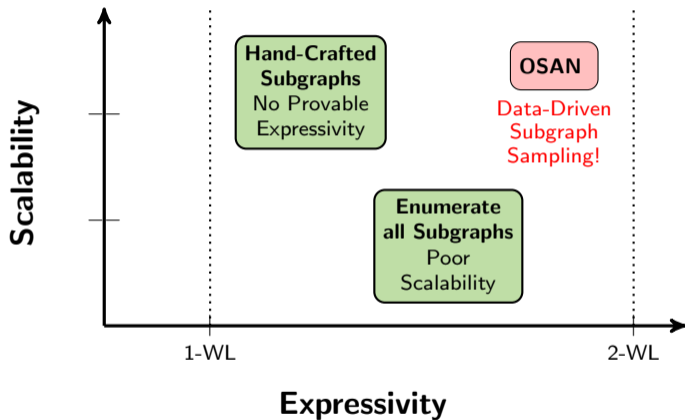 Scalability
Hand-Crafted
Subgraphs
No Provable
Expressivity
OSAN
Data-Driven
Subgraph
Sampling!
Enumerate
all Subgraphs
Poor
Scalability
1-WL
2-WL
Expressivity